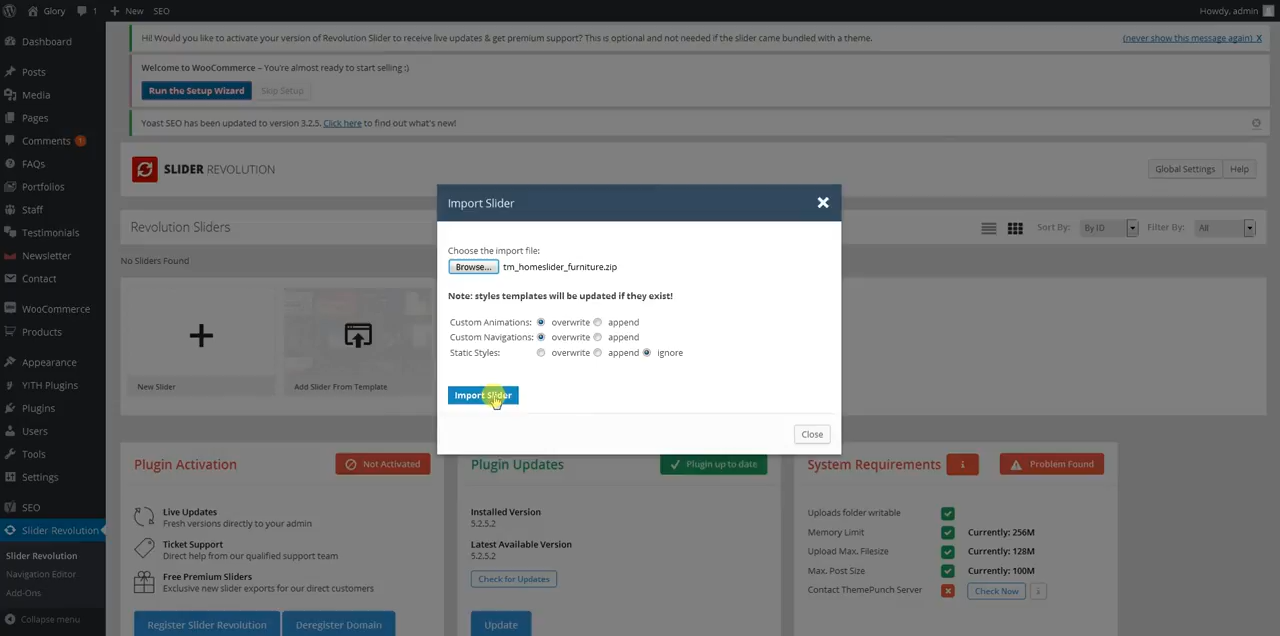 Glory 1 New SEO Howdy, admin
Dashboard
Posts
Media
Pages
Comments 1
FAQs
Portfolios
Staff
Testimonials
Newsletter
Contact
WooCommerce
Products
Appearance
YITH Plugins
Plugins
Users
Tools
Settings
SEO
Slider Revolution
Slider Revolution
Navigation Editor
Add-Ons
Collapse menu
Hi! Would you like to activate your version of Revolution Slider to receive live updates & get premium support? This is optional and not needed if the slider came bundled with a theme. (never show this message again) X
Welcome to WooCommerce – You're almost ready to start selling :)
Run the Setup Wizard Skip Setup
Yoast SEO has been updated to version 3.2.5. Click here to find out what's new!
SLIDER REVOLUTION Global Settings Help
Revolution Sliders Sort By: By ID Filter By: All
No Sliders Found
New Slider Add Slider From Template
Import Slider
Choose the import file:
Browse... tm_homeslider_furniture.zip
Note: styles templates will be updated if they exist!
Custom Animations: overwrite append
Custom Navigations: overwrite append
Static Styles: overwrite append ignore
Import Slider
Close
Plugin Activation Not Activated
Live Updates
Fresh versions directly to your admin
Ticket Support
Direct help from our qualified support team
Free Premium Sliders
Exclusive new slider exports for our direct customers
Register Slider Revolution Deregister Domain
Plugin Updates Plugin up to date
Installed Version
5.2.5.2
Latest Available Version
5.2.5.2
Check for Updates
Update
System Requirements i Problem Found
Uploads folder writable
Memory Limit Currently: 256M
Upload Max. Filesize Currently: 128M
Max. Post Size Currently: 100M
Contact ThemePunch Server Check Now i